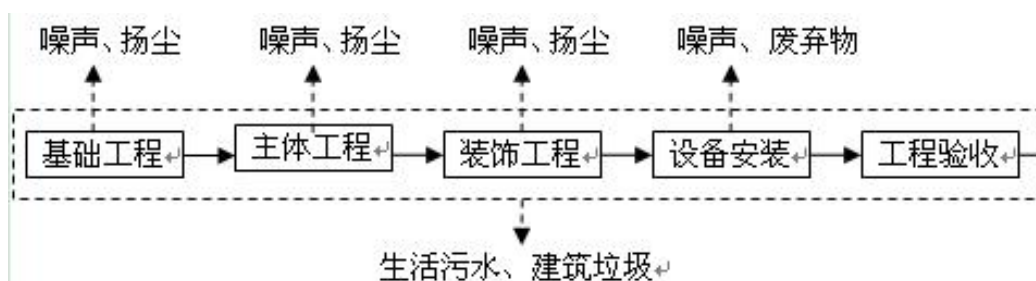 噪声、扬尘 噪声、扬尘 噪声、扬尘 噪声、废弃物
基础工程 主体工程 装饰工程 设备安装 工程验收
生活污水、建筑垃圾